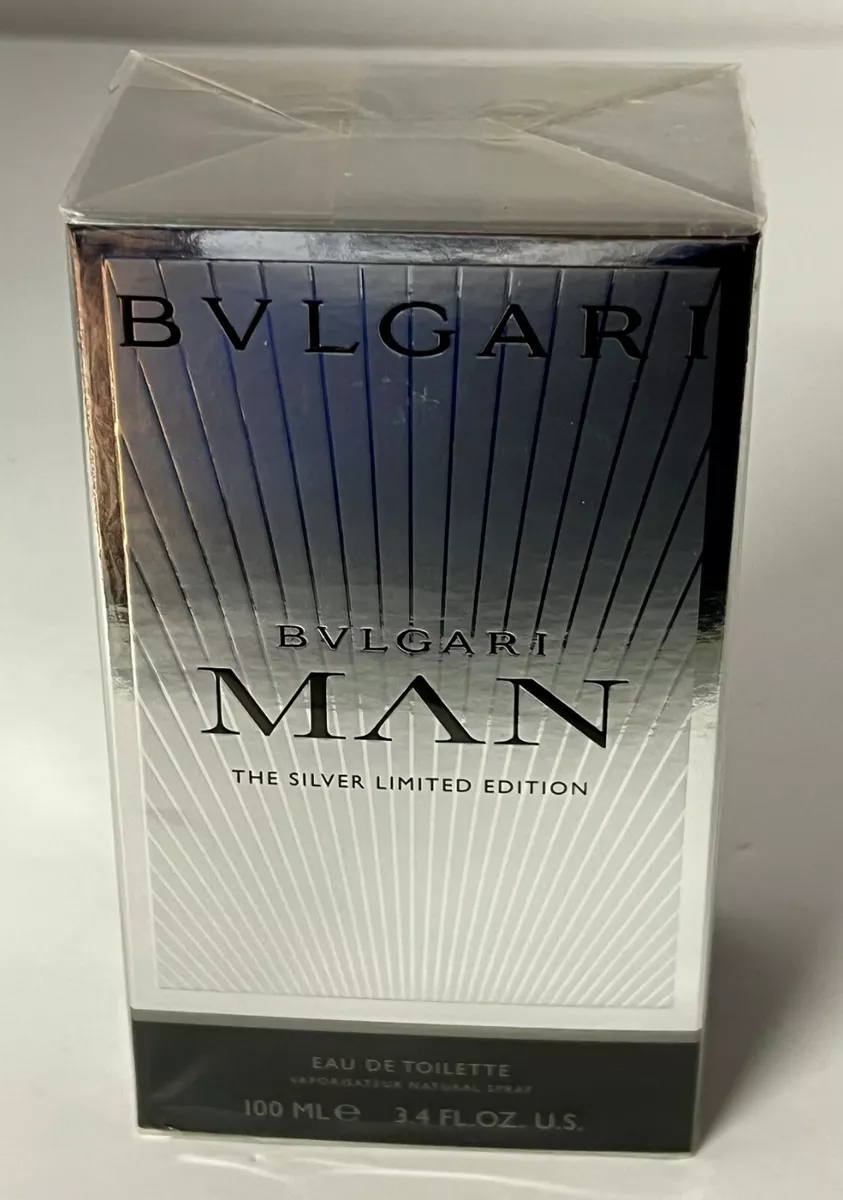 BVLGARI
BVLGARI
MAN
THE SILVER LIMITED EDITION
EAU DE TOILETTE
VAPORISATEUR NATURAL SPRAY
100 ML ℮ 3.4 FL.OZ. U.S.